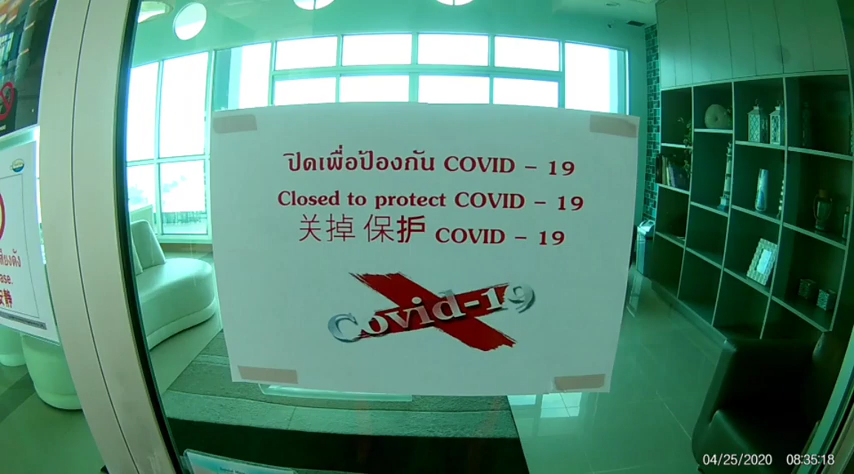 ปิดเพื่อป้องกัน COVID – 19
Closed to protect COVID – 19
关掉 保护 COVID – 19
Covid-19
04/25/2020 08:35:18